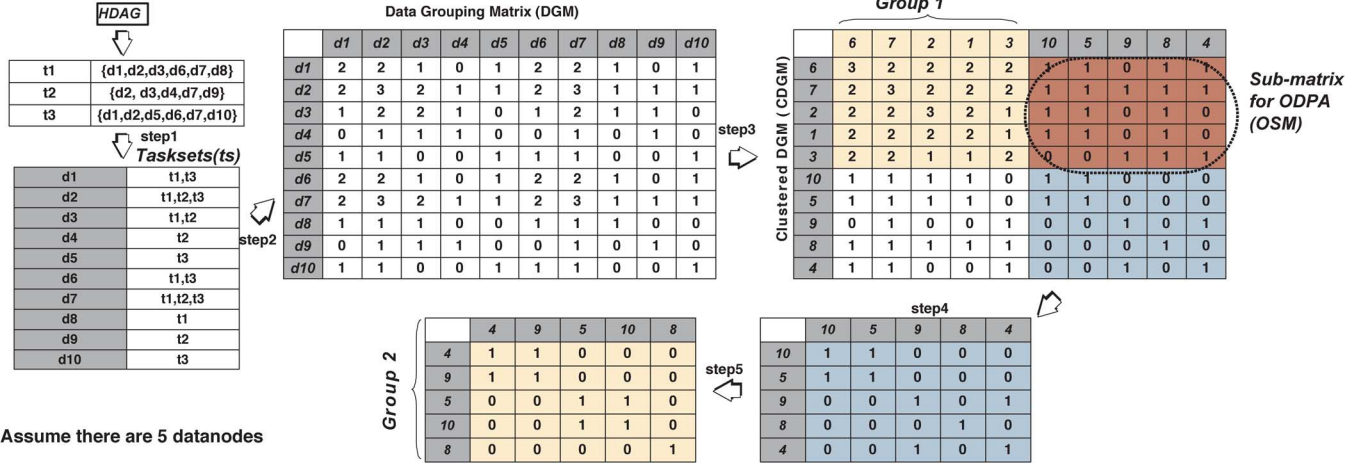 HDAG
t1 {d1,d2,d3,d6,d7,d8}
t2 {d2, d3,d4,d7,d9}
t3 {d1,d2,d5,d6,d7,d10}
step1
Tasksets(ts)
d1 t1,t3
d2 t1,t2,t3
d3 t1,t2
d4 t2
d5 t3
d6 t1,t3
d7 t1,t2,t3
d8 t1
d9 t2
d10 t3
step2
Data Grouping Matrix (DGM)
d1 d2 d3 d4 d5 d6 d7 d8 d9 d10
d1 2 2 1 0 1 2 2 1 0 1
d2 2 3 2 1 1 2 3 1 1 1
d3 1 2 2 1 0 1 2 1 1 0
d4 0 1 1 1 0 0 1 0 1 0
d5 1 1 0 0 1 1 1 0 0 1
d6 2 2 1 0 1 2 2 1 0 1
d7 2 3 2 1 1 2 3 1 1 1
d8 1 1 1 0 0 1 1 1 0 0
d9 0 1 1 1 0 0 1 0 1 0
d10 1 1 0 0 1 1 1 0 0 1
step3
Group 1
Clustered DGM (CDGM)
6 7 2 1 3 10 5 9 8 4
6 3 2 2 2 2 1 1 0 1 1
7 2 3 2 2 2 1 1 1 1 1
2 2 2 3 2 1 1 1 0 1 0
1 2 2 2 2 1 1 1 0 1 0
3 2 2 1 1 2 0 0 1 1 1
10 1 1 1 1 0 1 1 0 0 0
5 1 1 1 1 0 1 1 0 0 0
9 0 1 0 0 1 0 0 1 0 1
8 1 1 1 1 1 0 0 0 1 0
4 1 1 0 0 1 0 0 1 0 1
Sub-matrix
for ODPA
(OSM)
step4
10 5 9 8 4
10 1 1 0 0 0
5 1 1 0 0 0
9 0 0 1 0 1
8 0 0 0 1 0
4 0 0 1 0 1
step5
Group 2
4 9 5 10 8
4 1 1 0 0 0
9 1 1 0 0 0
5 0 0 1 1 0
10 0 0 1 1 0
8 0 0 0 0 1
Assume there are 5 datanodes